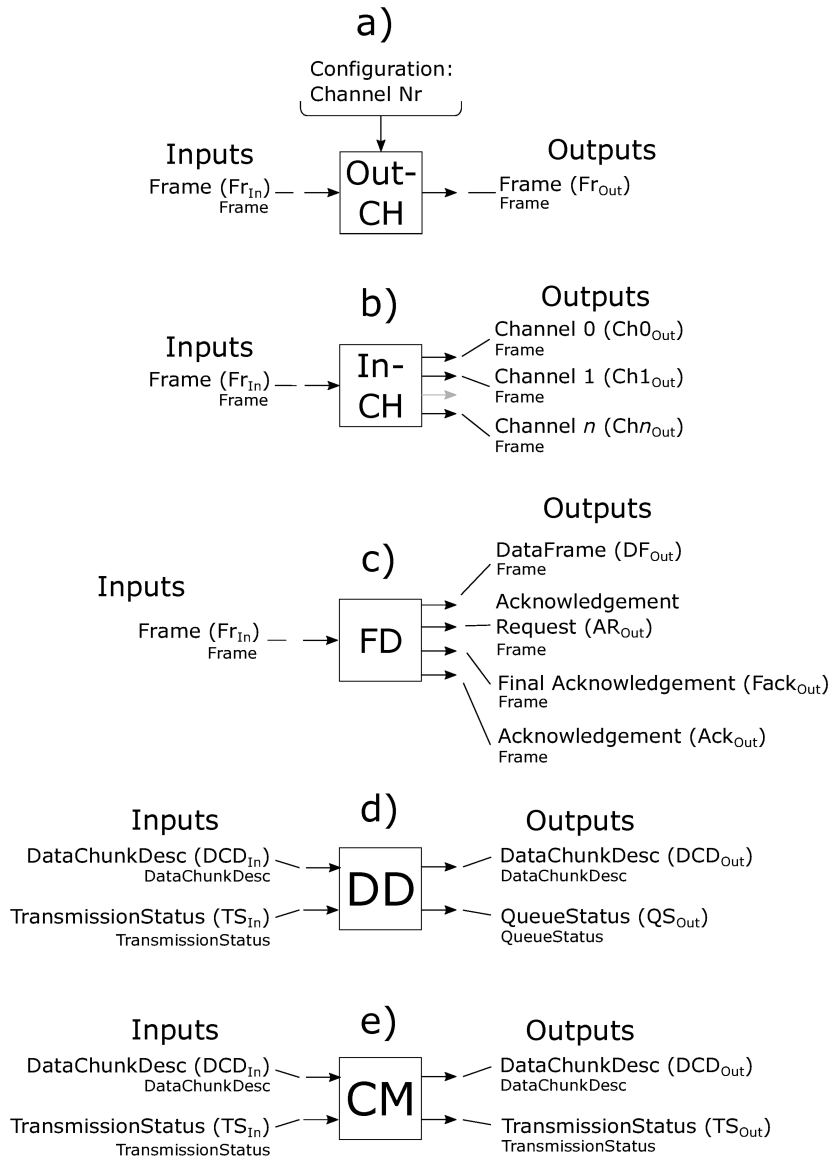 a)
Configuration:
Channel Nr
Inputs
Outputs
Frame (FrIn)
Frame
Out-
CH
Frame (FrOut)
Frame
b)
Inputs
Outputs
Frame (FrIn)
Frame
In-
CH
Channel 0 (Ch0Out)
Frame
Channel 1 (Ch1Out)
Frame
Channel n (ChnOut)
Frame
c)
Inputs
Outputs
Frame (FrIn)
Frame
FD
DataFrame (DFOut)
Frame
Acknowledgement
Request (AROut)
Frame
Final Acknowledgement (FackOut)
Frame
Acknowledgement (AckOut)
Frame
d)
Inputs
Outputs
DataChunkDesc (DCDIn)
DataChunkDesc
TransmissionStatus (TSIn)
TransmissionStatus
DD
DataChunkDesc (DCDOut)
DataChunkDesc
QueueStatus (QSOut)
QueueStatus
e)
Inputs
Outputs
DataChunkDesc (DCDIn)
DataChunkDesc
TransmissionStatus (TSIn)
TransmissionStatus
CM
DataChunkDesc (DCDOut)
DataChunkDesc
TransmissionStatus (TSOut)
TransmissionStatus